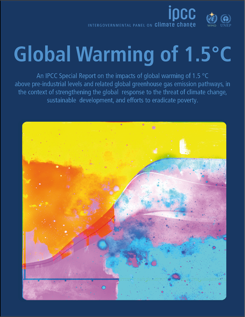 ipcc
INTERGOVERNMENTAL PANEL ON climate change
Global Warming of 1.5°C
An IPCC Special Report on the impacts of global warming of 1.5 °C
above pre-industrial levels and related global greenhouse gas emission pathways, in
the context of strengthening the global response to the threat of climate change,
sustainable development, and efforts to eradicate poverty.